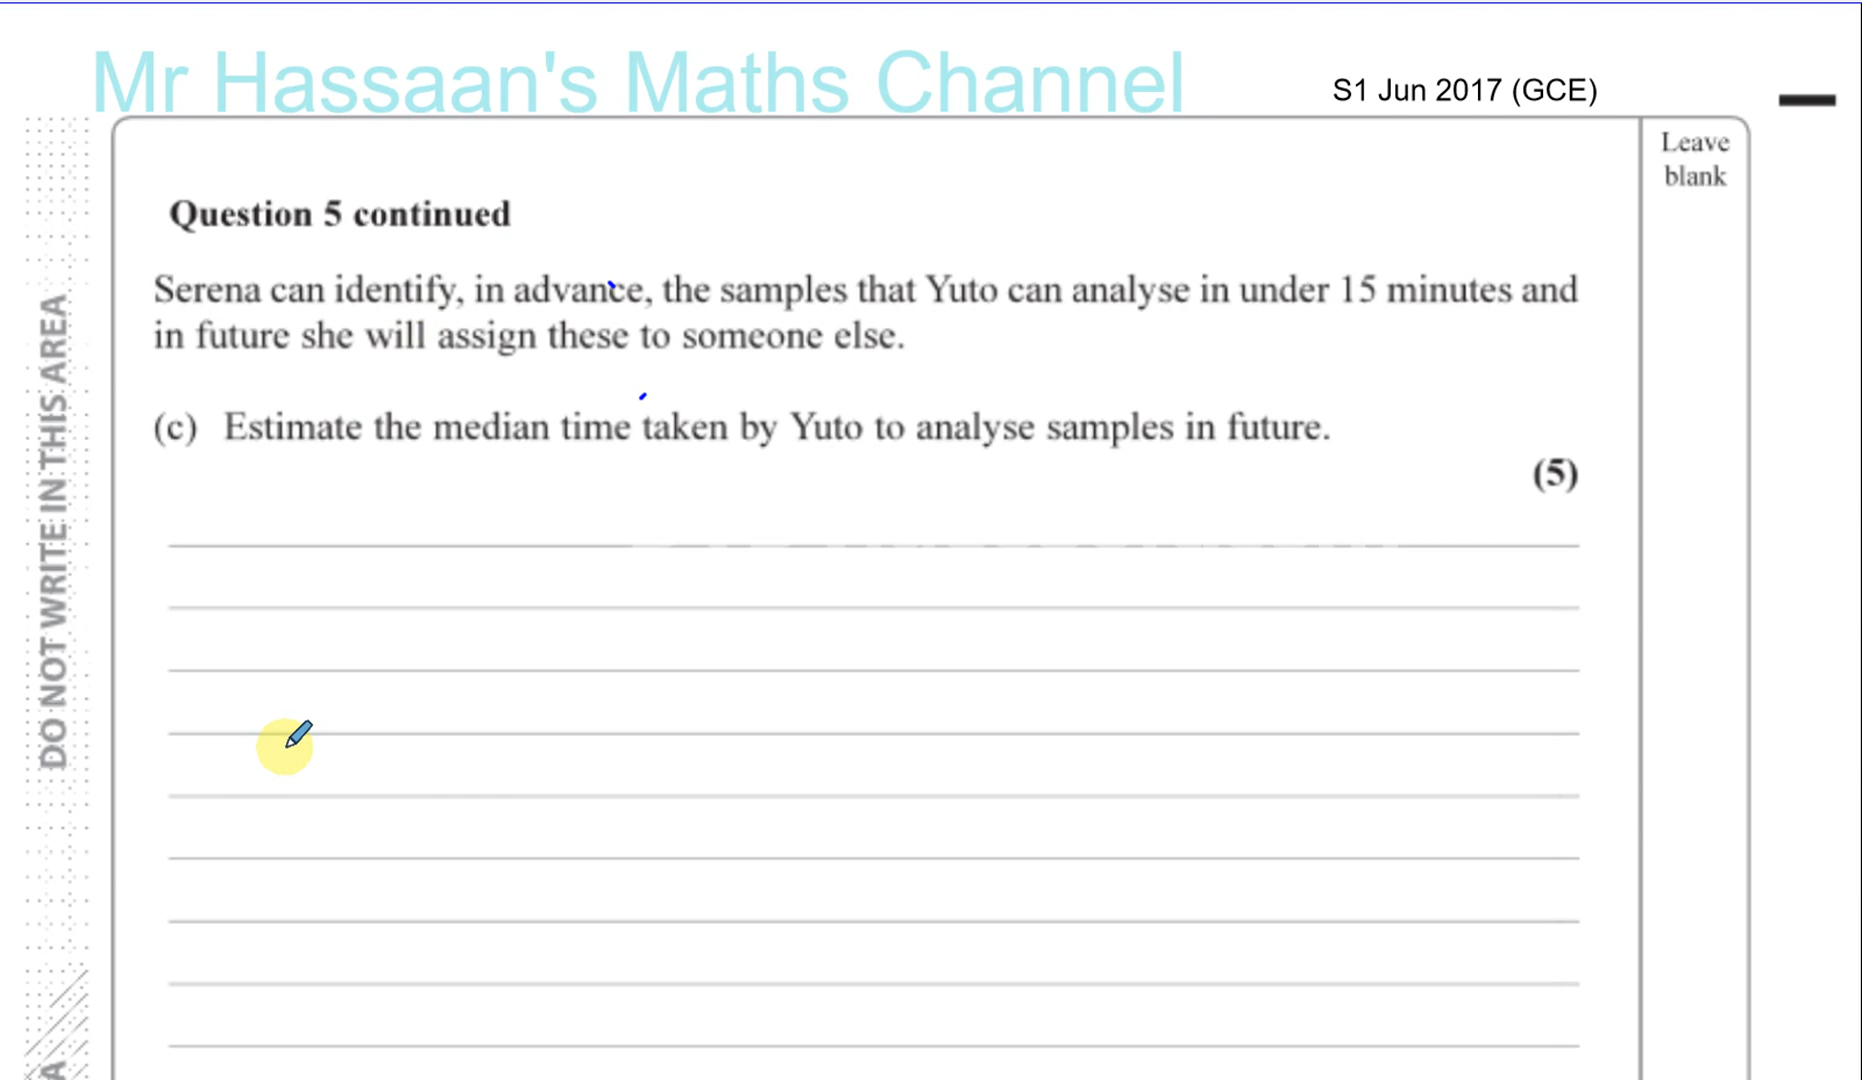 Mr Hassaan's Maths Channel
S1 Jun 2017 (GCE)
Leave
blank
Question 5 continued
Serena can identify, in advance, the samples that Yuto can analyse in under 15 minutes and
in future she will assign these to someone else.
(c) Estimate the median time taken by Yuto to analyse samples in future.
(5)
DO NOT WRITE IN THIS AREA
A